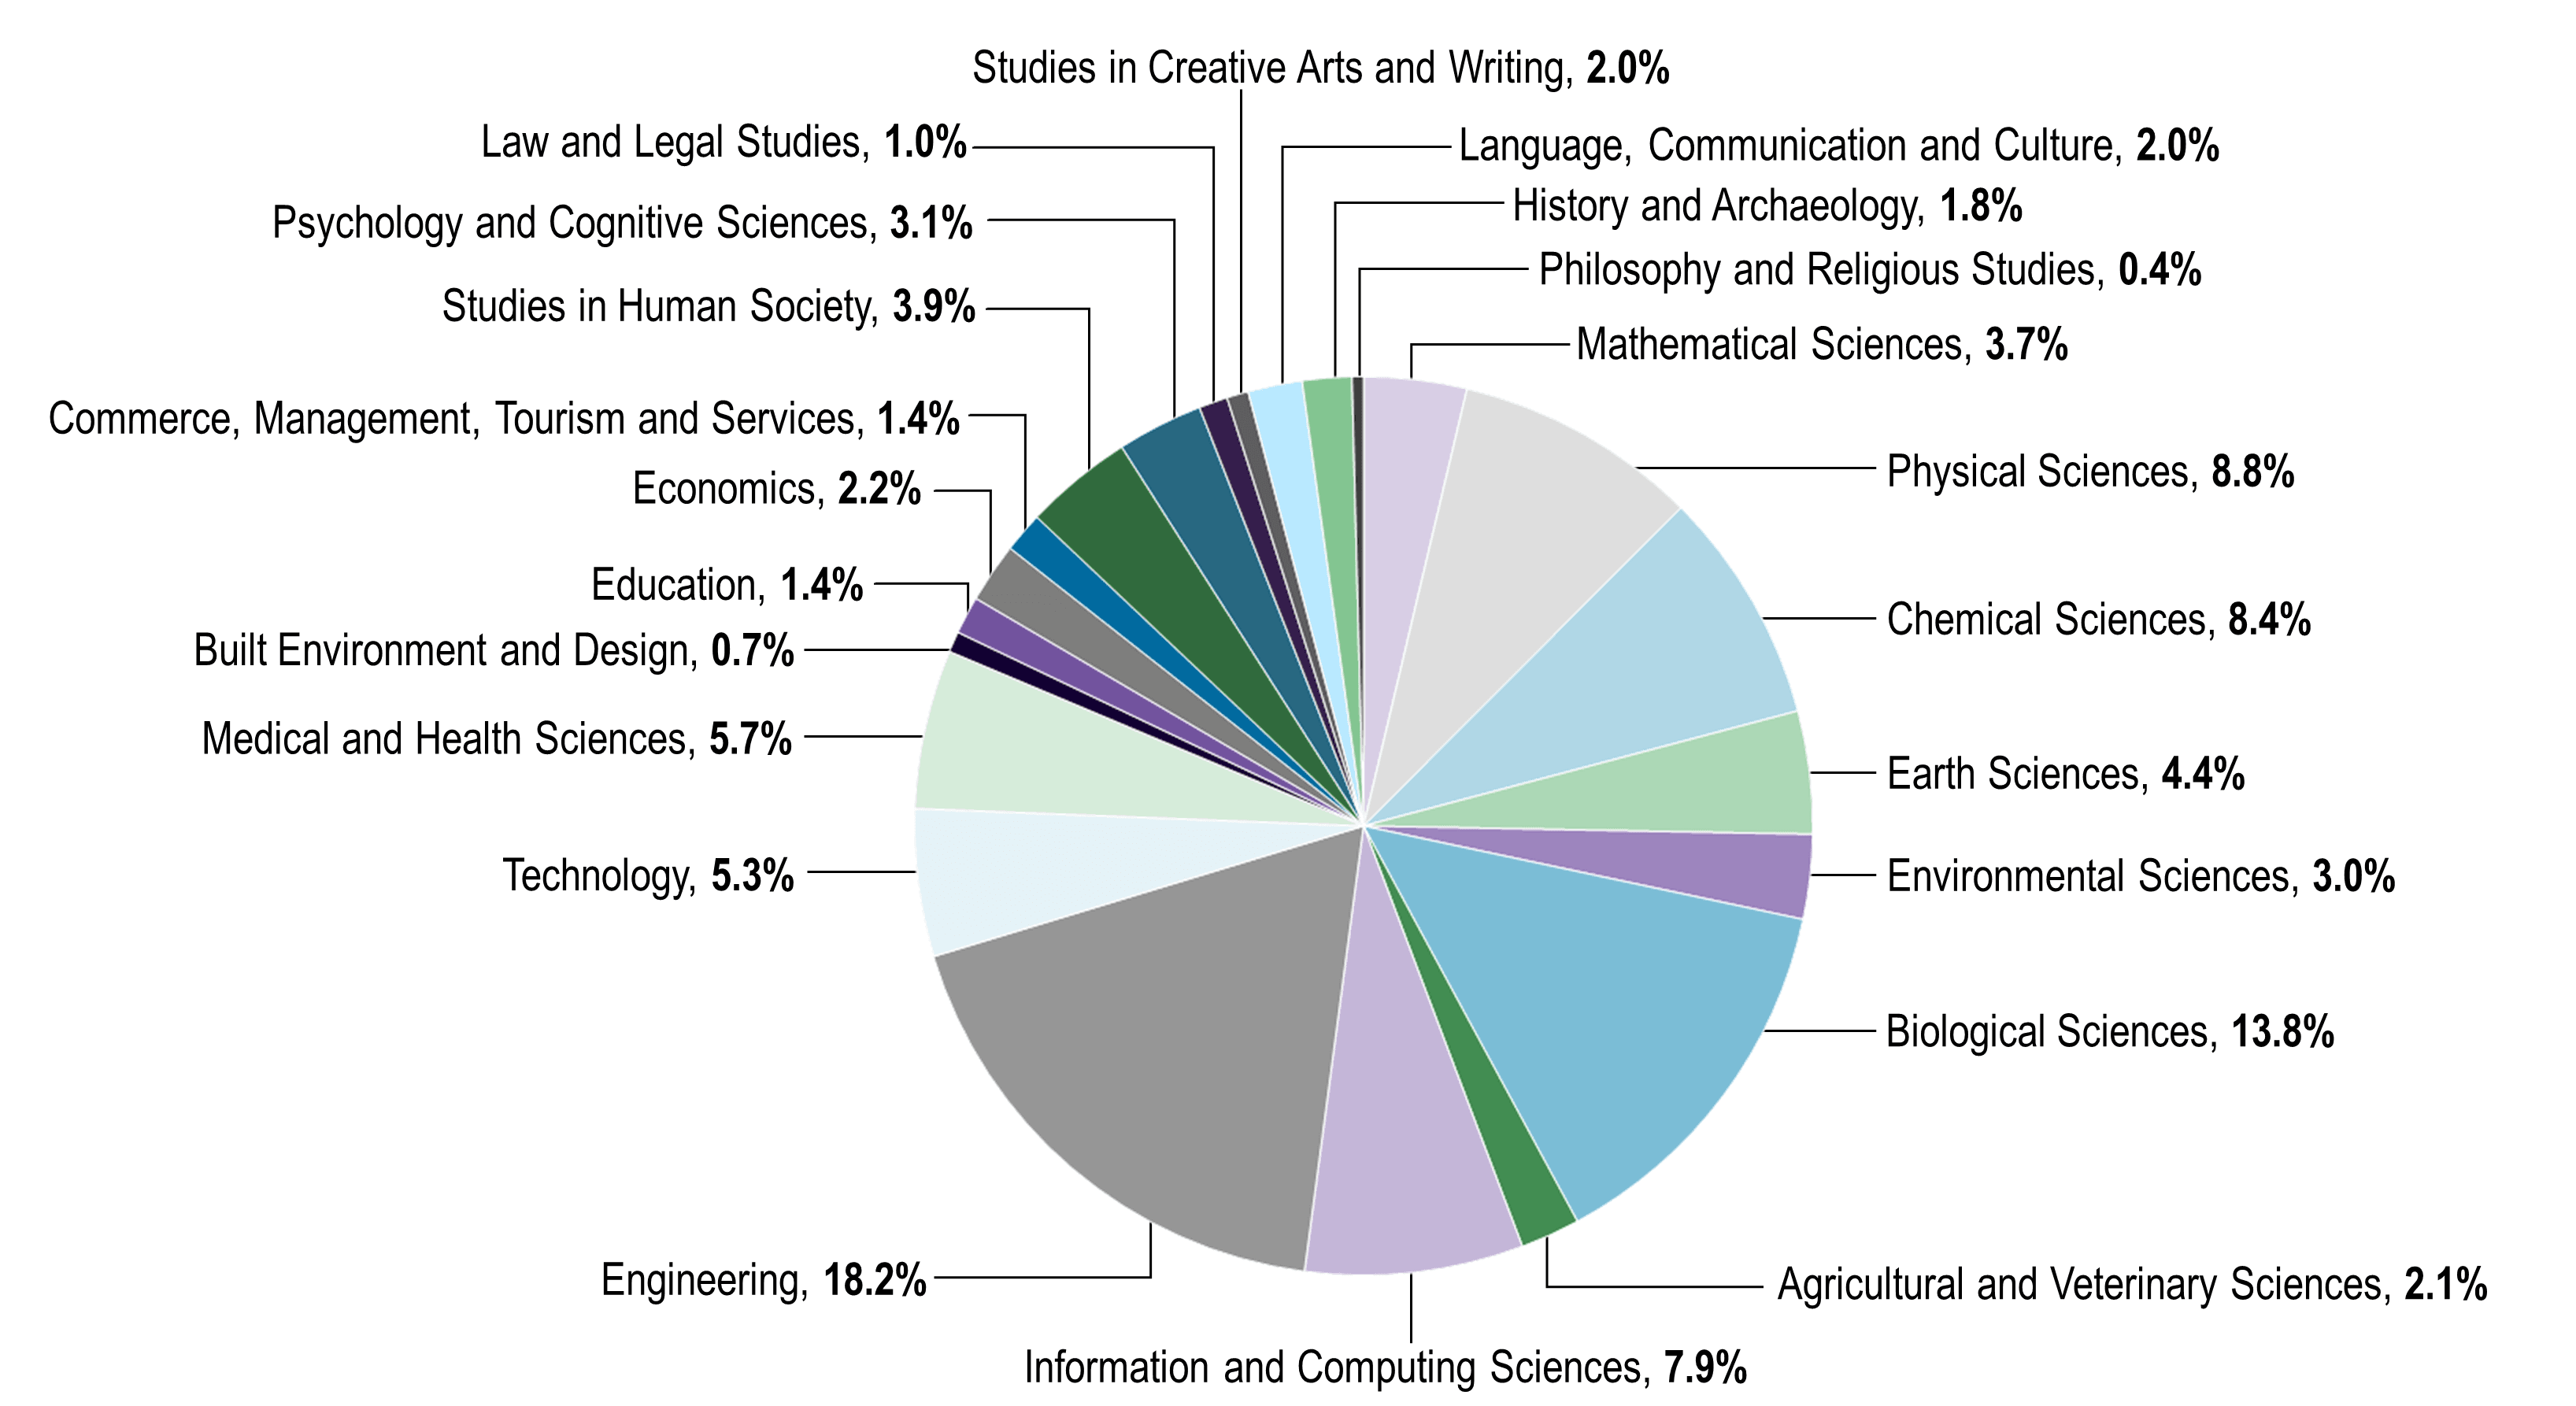 Studies in Creative Arts and Writing, 2.0%
Law and Legal Studies, 1.0%
Language, Communication and Culture, 2.0%
History and Archaeology, 1.8%
Psychology and Cognitive Sciences, 3.1%
Philosophy and Religious Studies, 0.4%
Studies in Human Society, 3.9%
Mathematical Sciences, 3.7%
Commerce, Management, Tourism and Services, 1.4%
Physical Sciences, 8.8%
Economics, 2.2%
Education, 1.4%
Chemical Sciences, 8.4%
Built Environment and Design, 0.7%
Medical and Health Sciences, 5.7%
Earth Sciences, 4.4%
Technology, 5.3%
Environmental Sciences, 3.0%
Biological Sciences, 13.8%
Engineering, 18.2%
Agricultural and Veterinary Sciences, 2.1%
Information and Computing Sciences, 7.9%